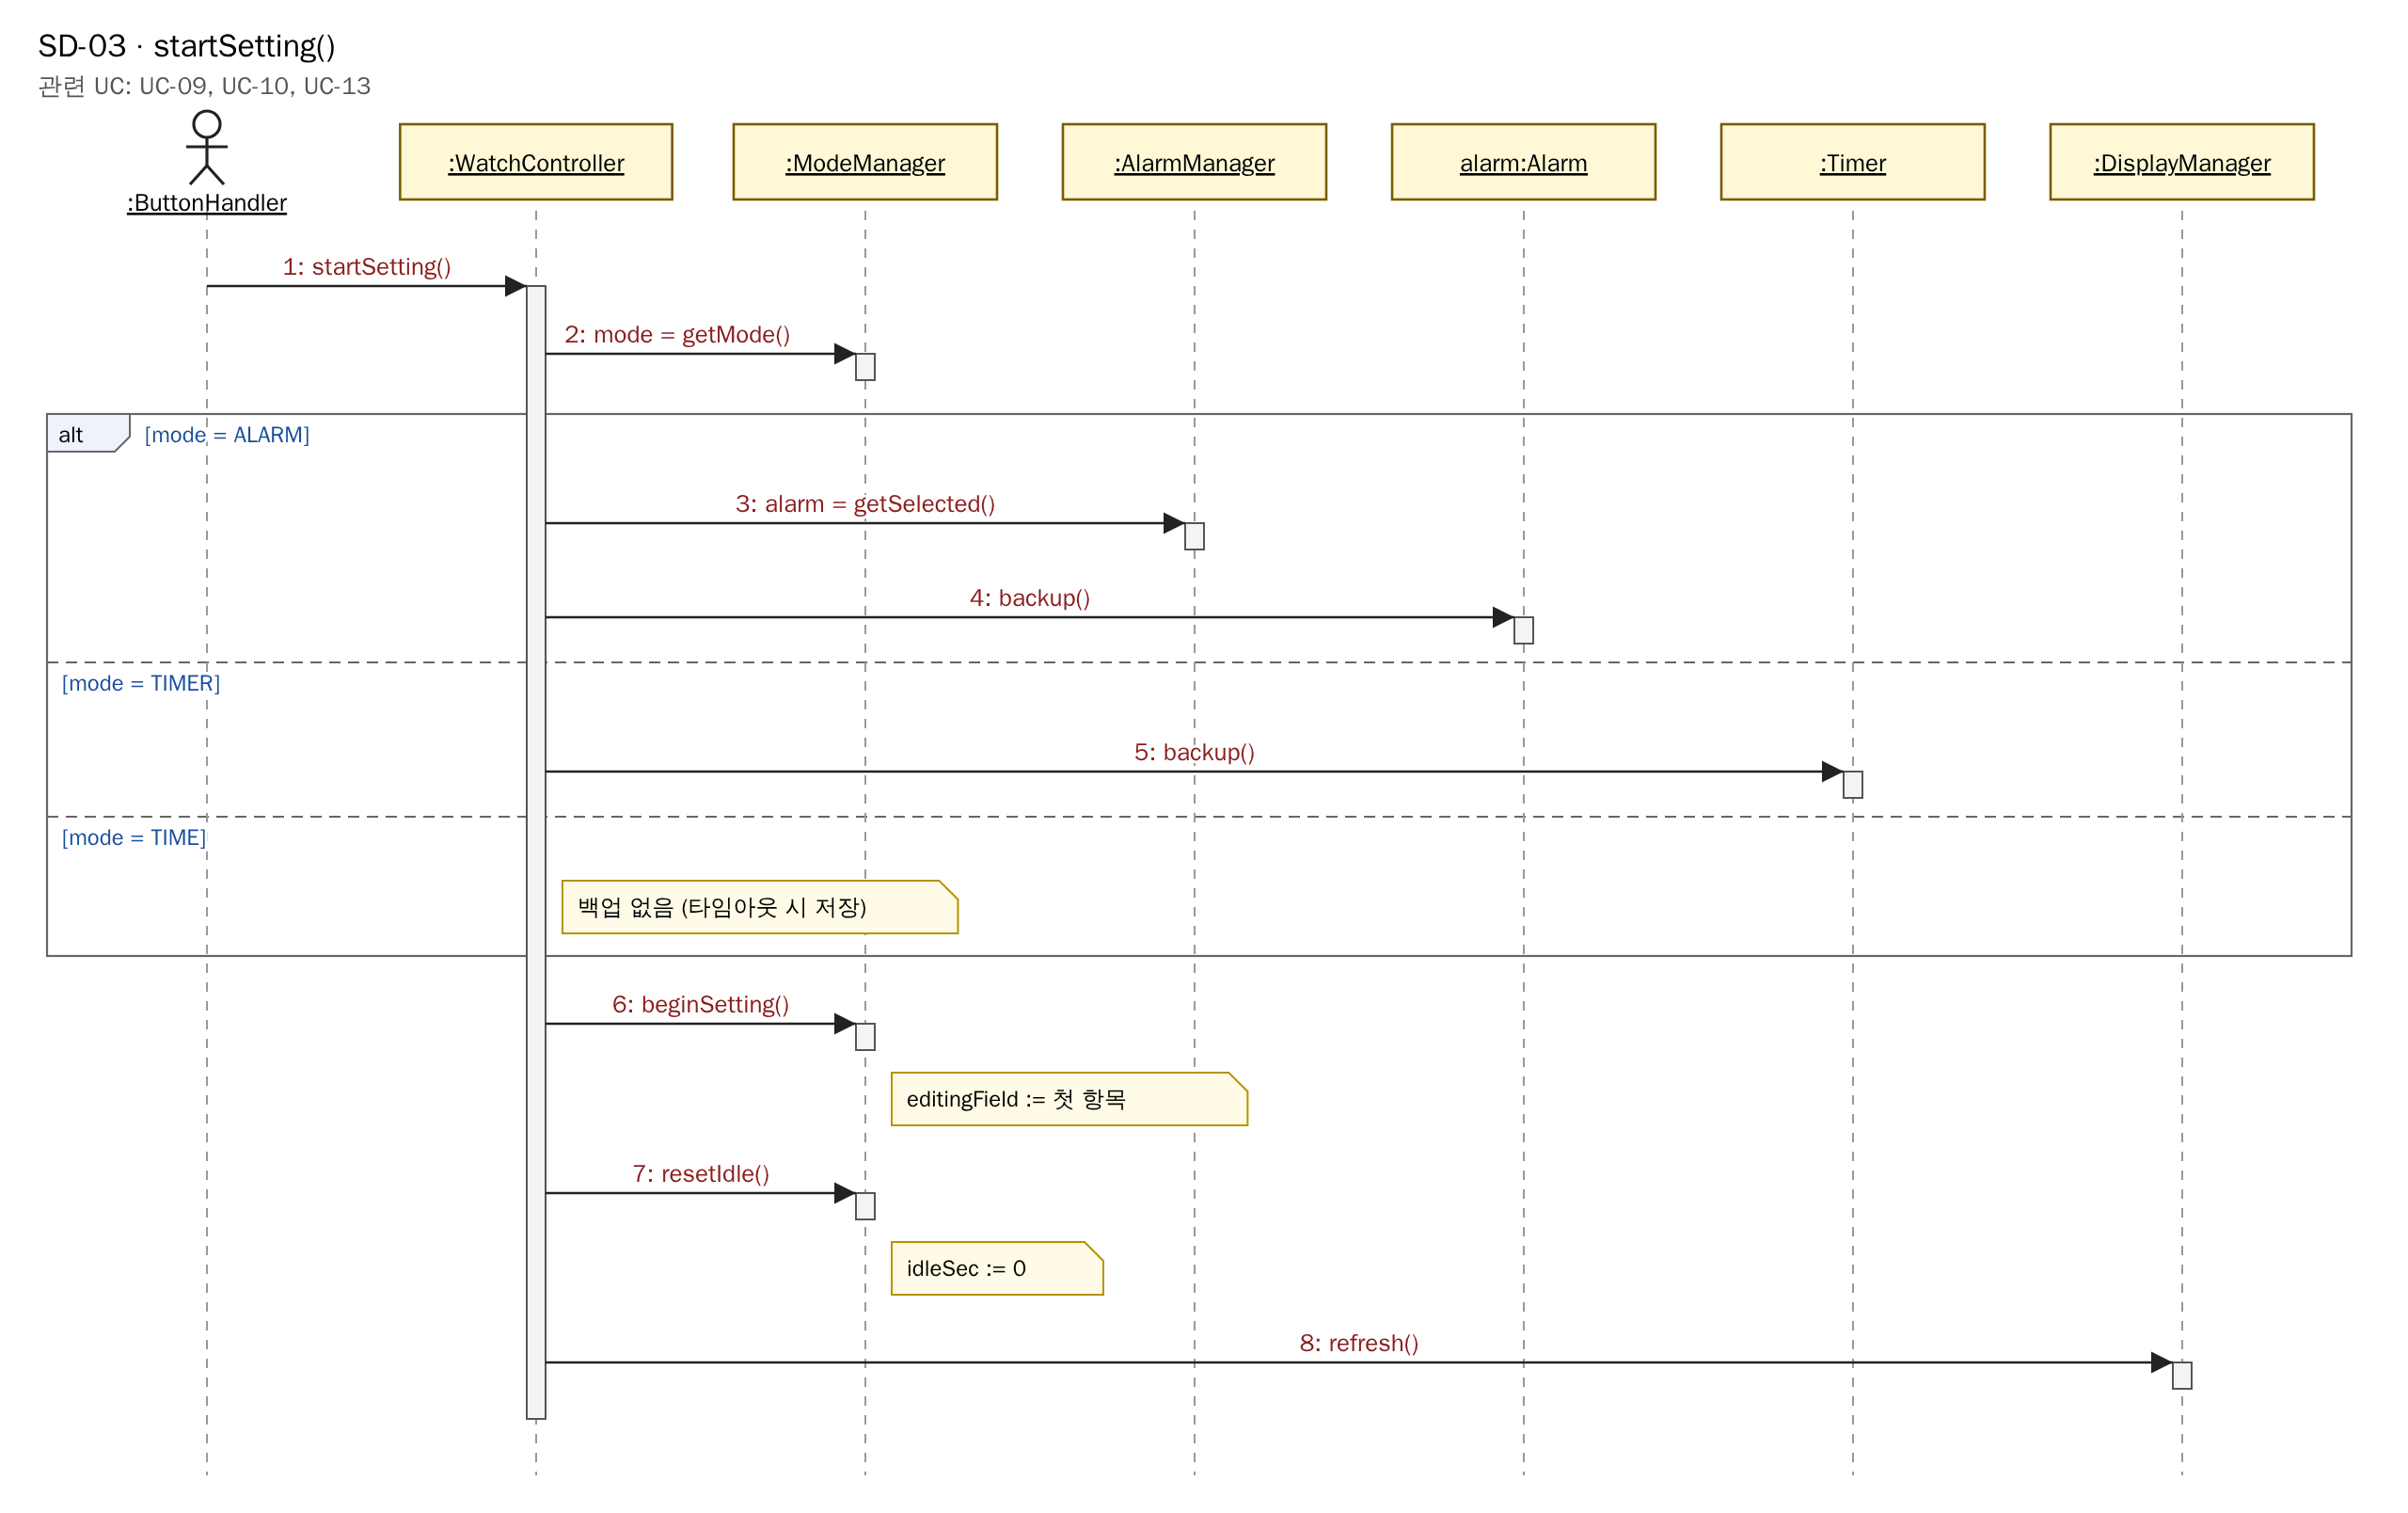 SD-03 · startSetting()
관련 UC: UC-09, UC-10, UC-13
:ButtonHandler
:WatchController
:ModeManager
:AlarmManager
alarm:Alarm
:Timer
:DisplayManager
1: startSetting()
2: mode = getMode()
alt [mode = ALARM]
3: alarm = getSelected()
4: backup()
[mode = TIMER]
5: backup()
[mode = TIME]
백업 없음 (타임아웃 시 저장)
6: beginSetting()
editingField := 첫 항목
7: resetIdle()
idleSec := 0
8: refresh()